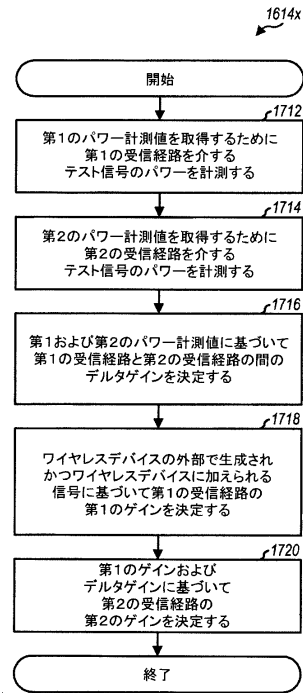 1614x
開始
1712
第1のパワー計測値を取得するために
第1の受信経路を介する
テスト信号のパワーを計測する
1714
第2のパワー計測値を取得するために
第2の受信経路を介する
テスト信号のパワーを計測する
1716
第1および第2のパワー計測値に基づいて
第1の受信経路と第2の受信経路の間の
デルタゲインを決定する
1718
ワイヤレスデバイスの外部で生成され
かつワイヤレスデバイスに加えられる
信号に基づいて第1の受信経路の
第1のゲインを決定する
1720
第1のゲインおよび
デルタゲインに基づいて
第2の受信経路の
第2のゲインを決定する
終了